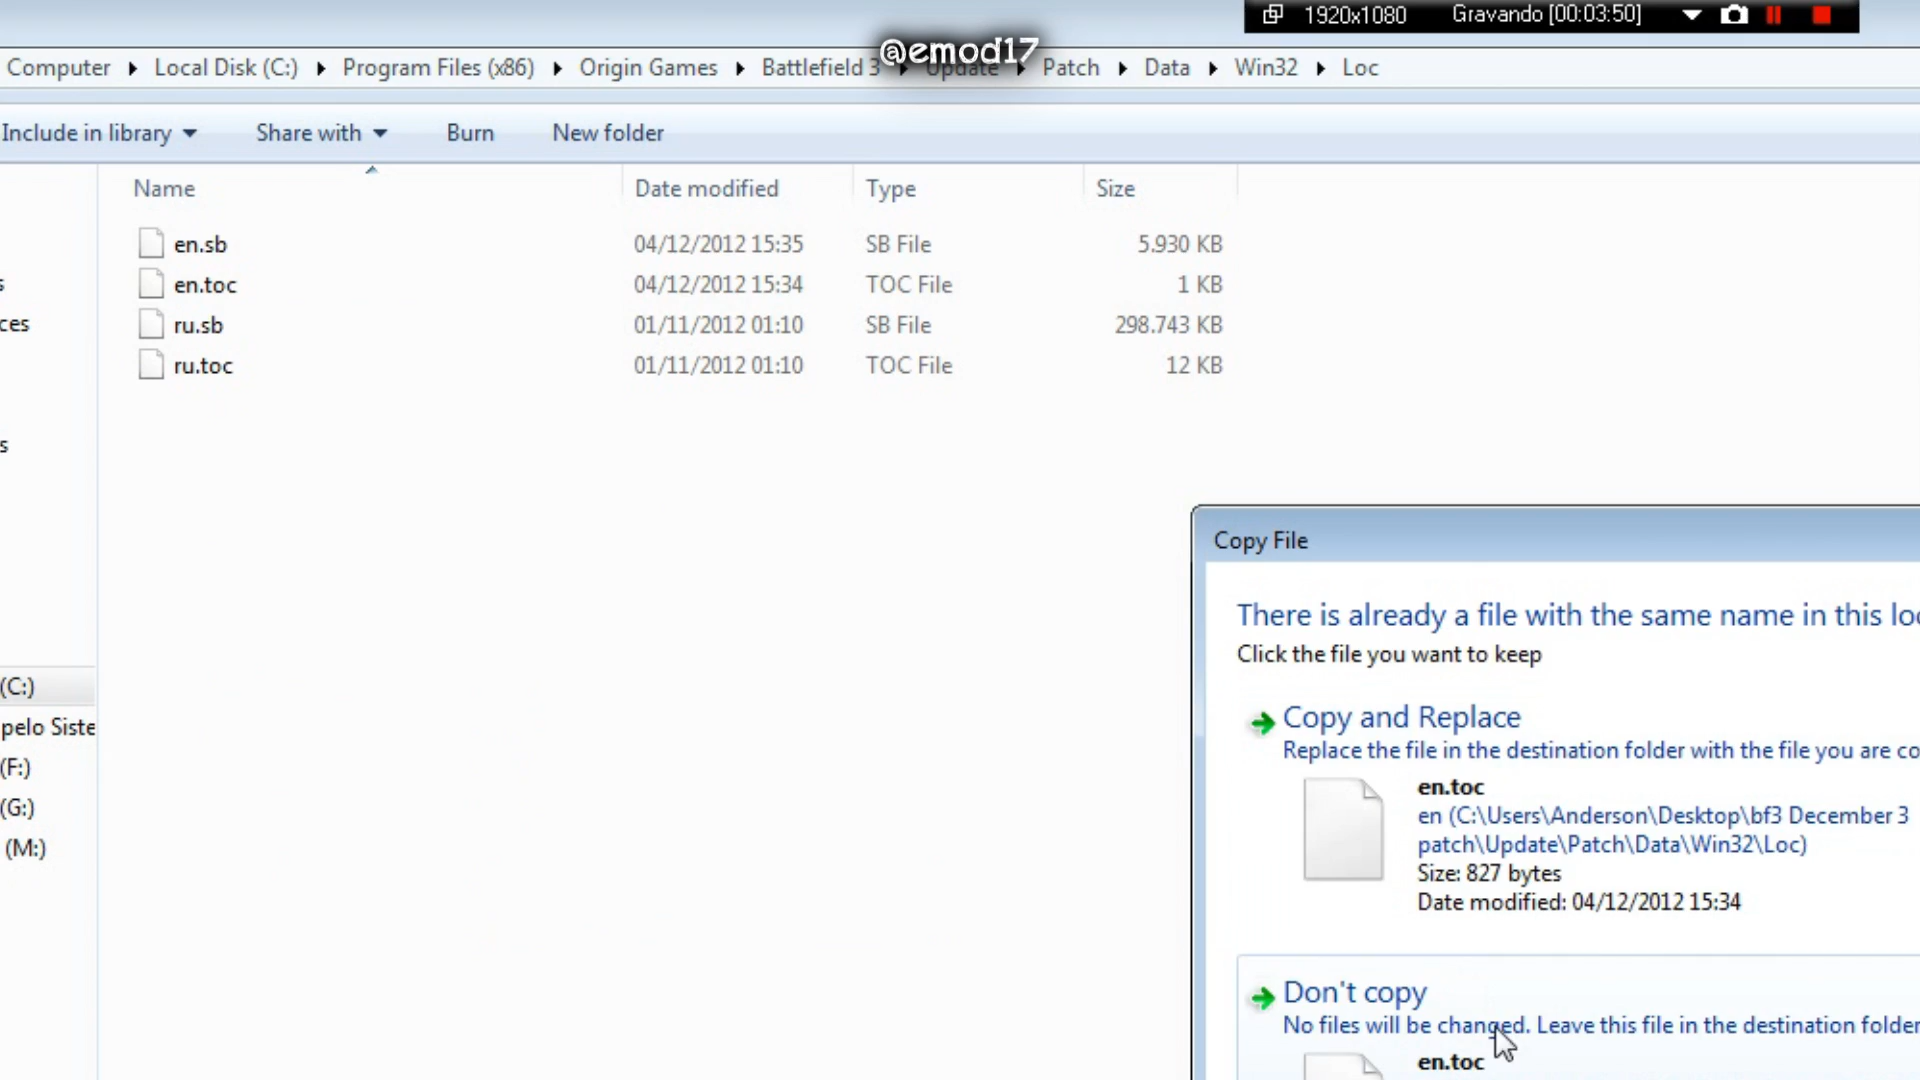 1920x1080 Gravando [00:03:50]
@emod17
Computer Local Disk (C:) Program Files (x86) Origin Games Battlefield 3 Update Patch Data Win32 Loc
Include in library Share with Burn New folder
Name Date modified Type Size
en.sb 04/12/2012 15:35 SB File 5.930 KB
en.toc 04/12/2012 15:34 TOC File 1 KB
ru.sb 01/11/2012 01:10 SB File 298.743 KB
ru.toc 01/11/2012 01:10 TOC File 12 KB
s
ces
s
(C:)
pelo Siste
(F:)
(G:)
(M:)
Copy File
There is already a file with the same name in this loc
Click the file you want to keep
Copy and Replace
Replace the file in the destination folder with the file you are co
en.toc
en (C:\Users\Anderson\Desktop\bf3 December 3
patch\Update\Patch\Data\Win32\Loc)
Size: 827 bytes
Date modified: 04/12/2012 15:34
Don't copy
No files will be changed. Leave this file in the destination folder
en.toc